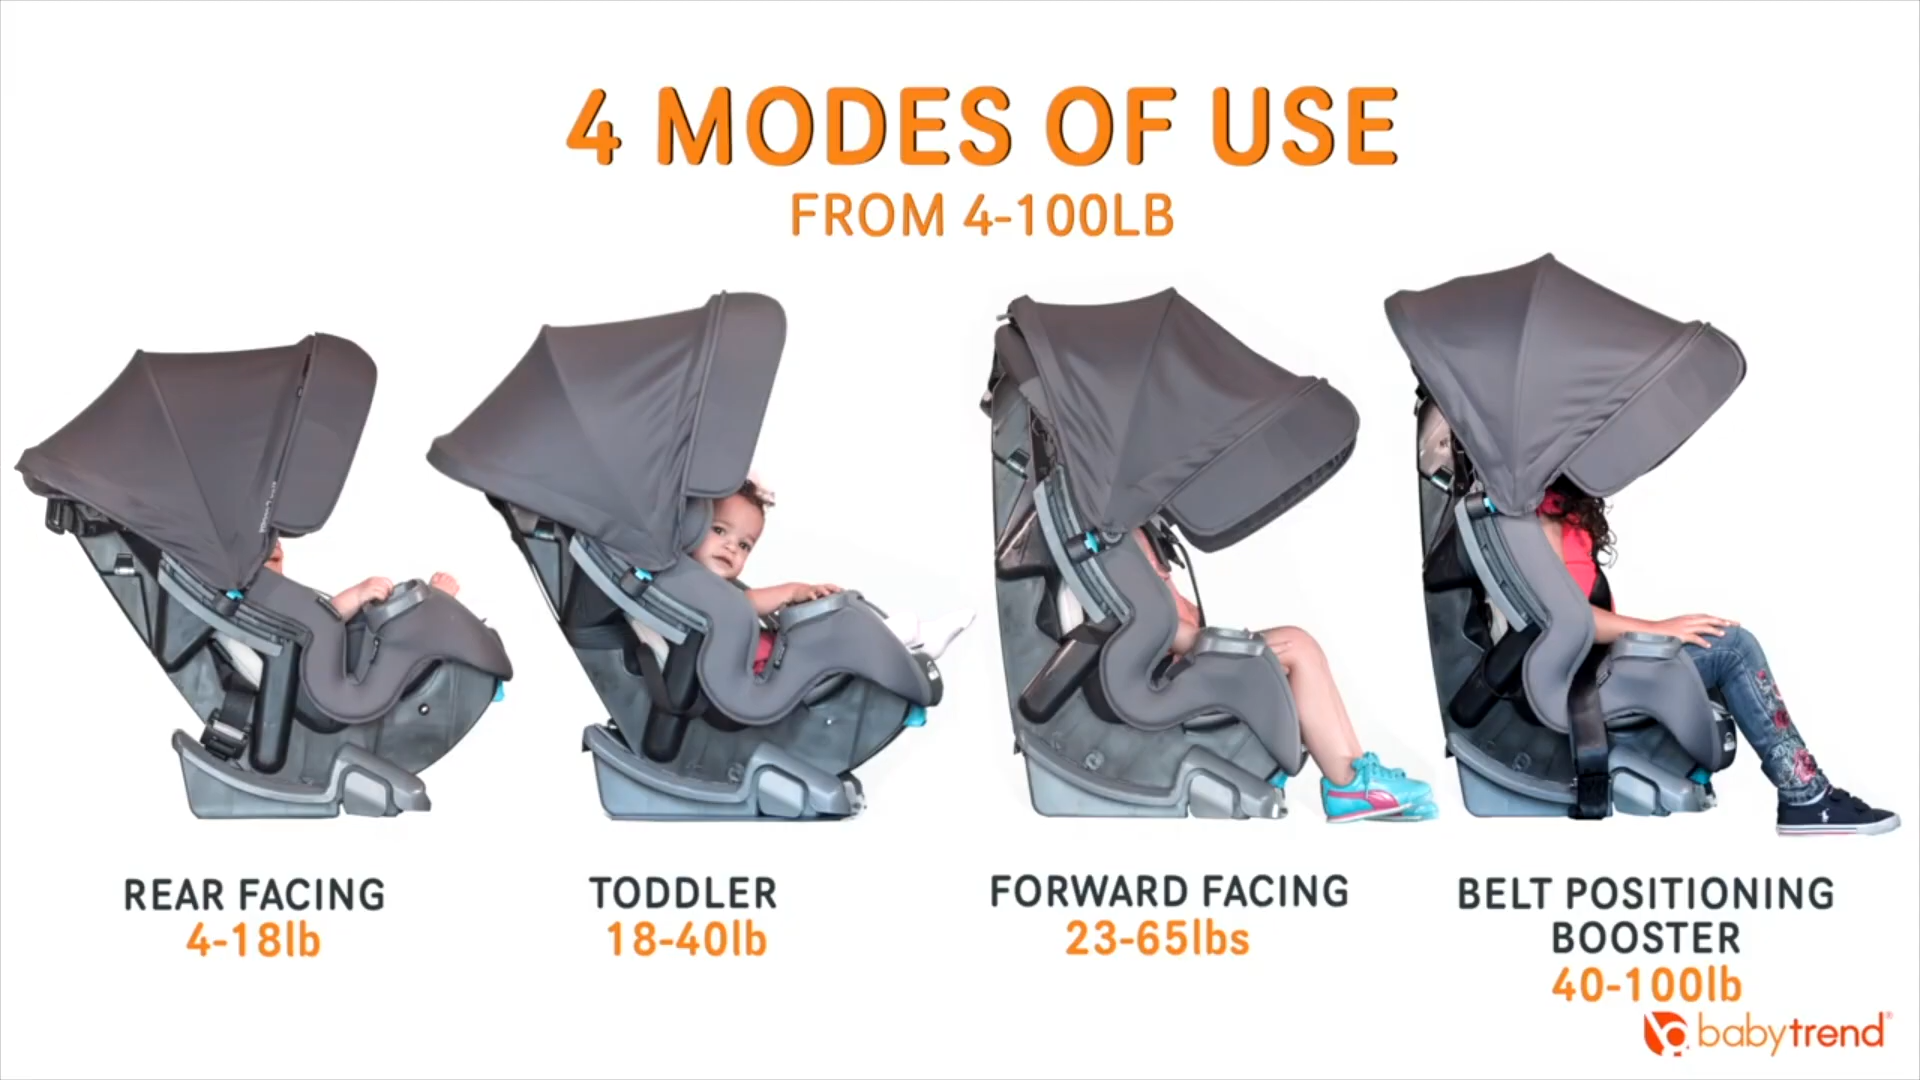 4 MODES OF USE
FROM 4-100LB
REAR FACING
4-18lb
TODDLER
18-40lb
FORWARD FACING
23-65lbs
BELT POSITIONING
BOOSTER
40-100lb
babytrend®